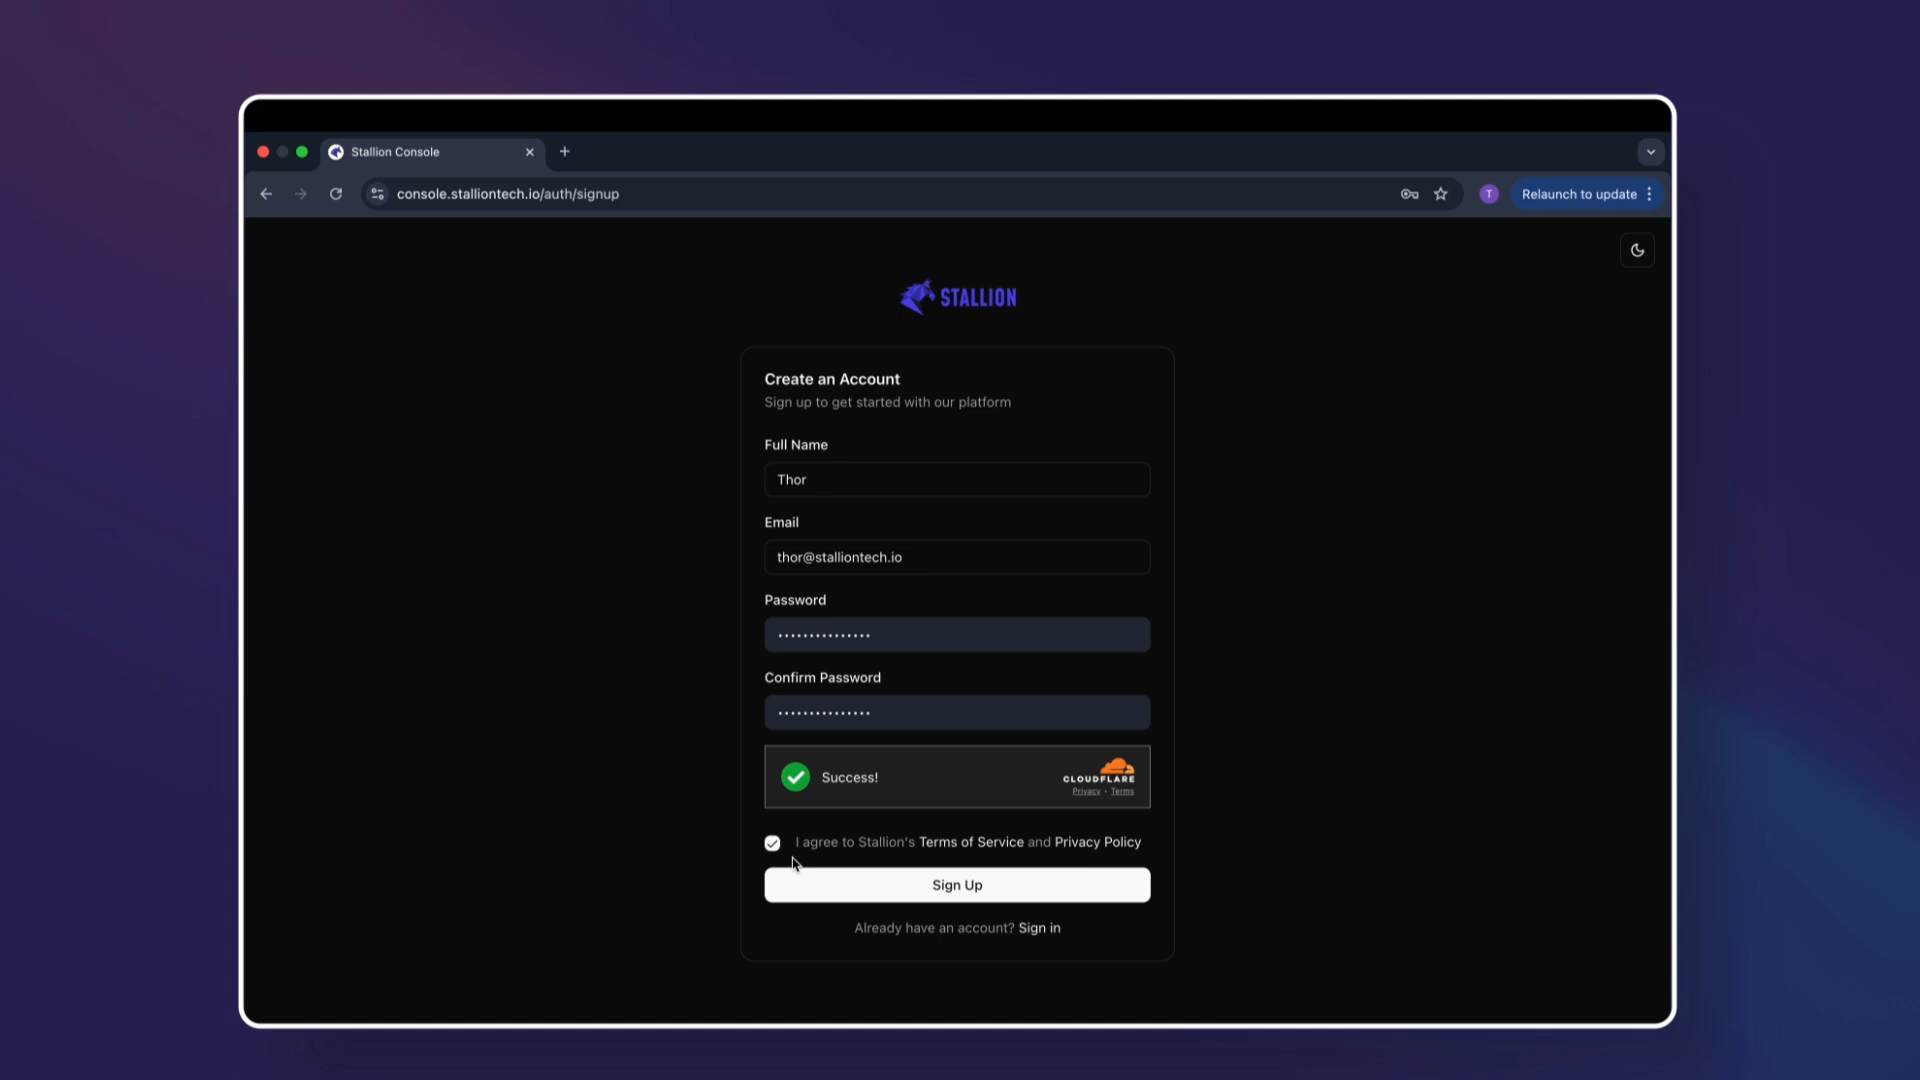 Stallion Console
console.stalliontech.io/auth/signup
T
Relaunch to update
STALLION
Create an Account
Sign up to get started with our platform
Full Name
Thor
Email
thor@stalliontech.io
Password
Confirm Password
Success!
CLOUDFLARE
Privacy · Terms
I agree to Stallion's Terms of Service and Privacy Policy
Sign Up
Already have an account? Sign in